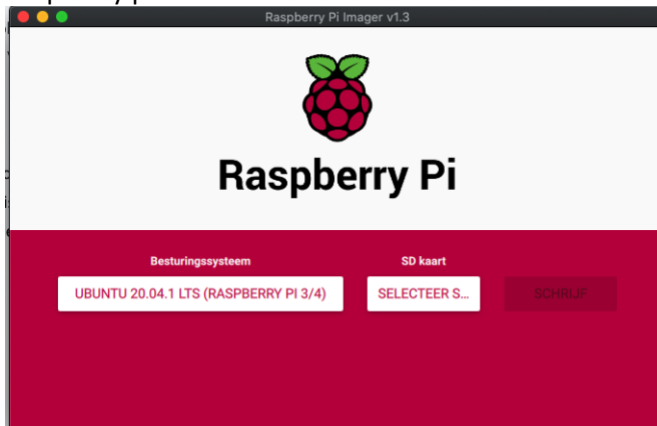 Raspberry Pi Imager v1.3
Raspberry Pi
Besturingssysteem SD kaart
UBUNTU 20.04.1 LTS (RASPBERRY PI 3/4) SELECTEER S... SCHRIJF